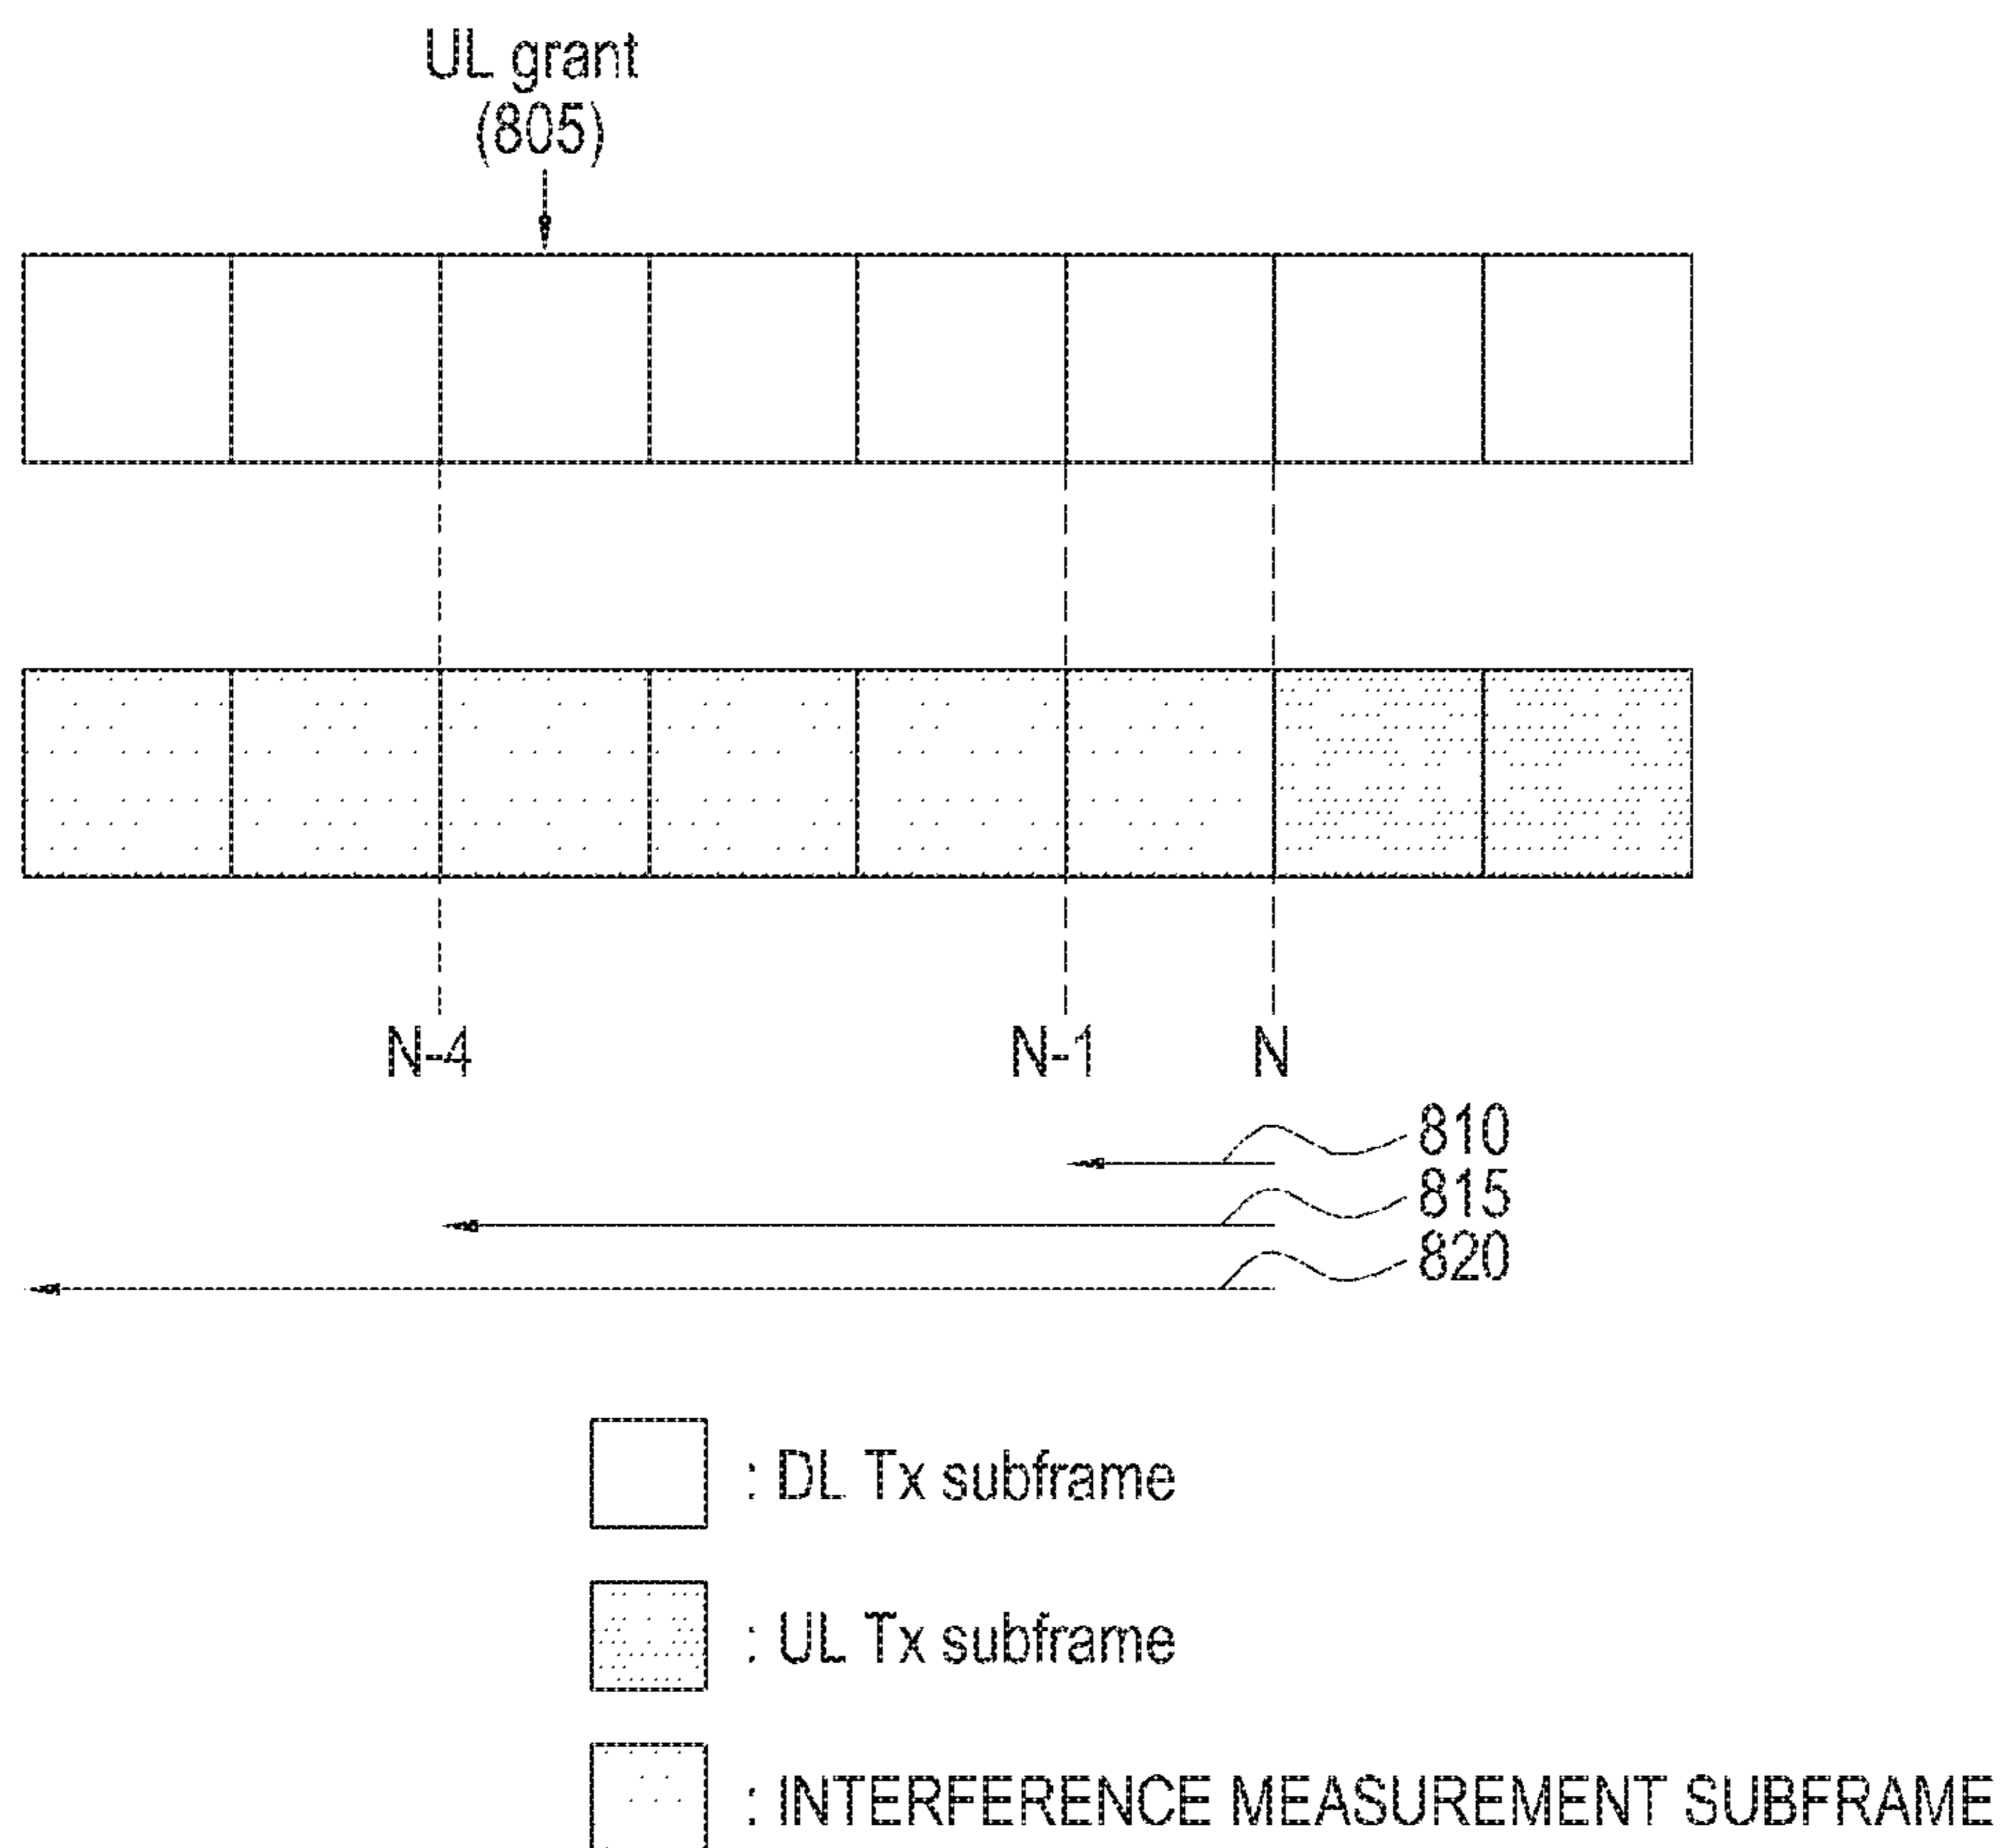 UL grant
(805)
N-4
N-1
N
810
815
820
: DL Tx subframe
: UL Tx subframe
: INTERFERENCE MEASUREMENT SUBFRAME